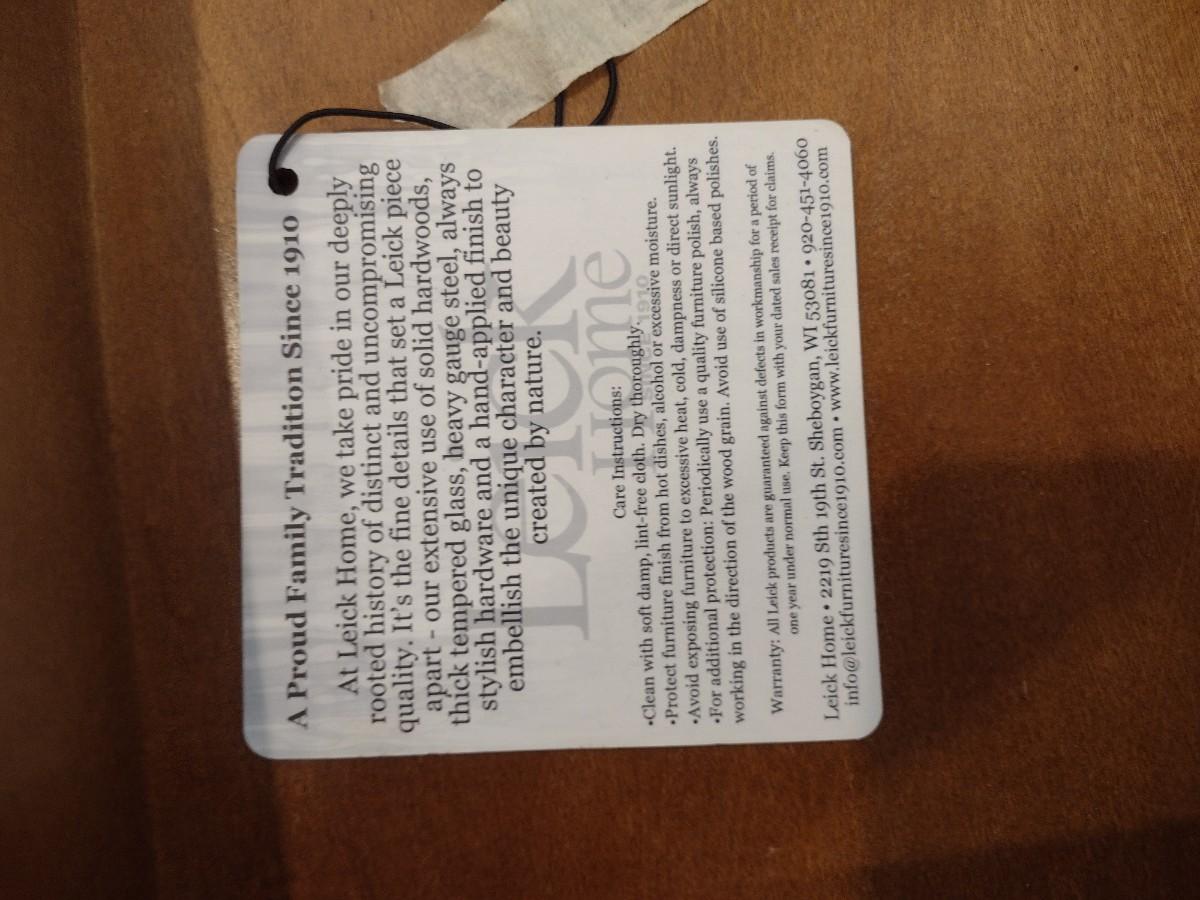 A Proud Family Tradition Since 1910
At Leick Home, we take pride in our deeply
rooted history of distinct and uncompromising
quality. It's the fine details that set a Leick piece
apart - our extensive use of solid hardwoods,
thick tempered glass, heavy gauge steel, always
stylish hardware and a hand-applied finish to
embellish the unique character and beauty
created by nature.
Leick
Home
SINCE 1910
Care Instructions:
•Clean with soft damp, lint-free cloth. Dry thoroughly.
•Protect furniture finish from hot dishes, alcohol or excessive moisture.
•Avoid exposing furniture to excessive heat, cold, dampness or direct sunlight.
•For additional protection: Periodically use a quality furniture polish, always
working in the direction of the wood grain. Avoid use of silicone based polishes.
Warranty: All Leick products are guaranteed against defects in workmanship for a period of
one year under normal use. Keep this form with your dated sales receipt for claims.
Leick Home • 2219 Sth 19th St. Sheboygan, WI 53081 • 920-451-4060
info@leickfurnituresince1910.com • www.leickfurnituresince1910.com